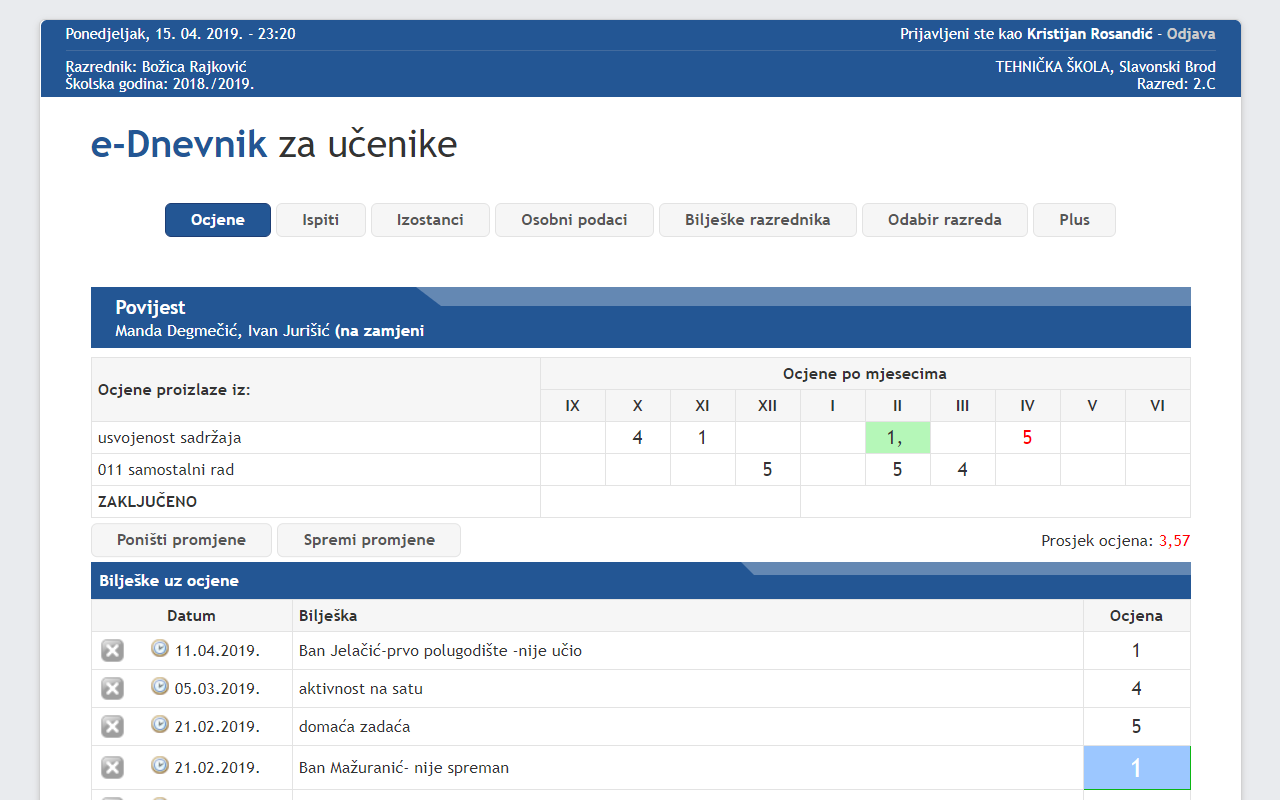 Ponedjeljak, 15. 04. 2019. - 23:20
Prijavljeni ste kao Kristijan Rosandić - Odjava
Razrednik: Božica Rajković
TEHNIČKA ŠKOLA, Slavonski Brod
Školska godina: 2018./2019.
Razred: 2.C
e-Dnevnik za učenike
Ocjene Ispiti Izostanci Osobni podaci Bilješke razrednika Odabir razreda Plus
Povijest
Manda Degmečić, Ivan Jurišić (na zamjeni
Ocjene proizlaze iz:
Ocjene po mjesecima
IX X XI XII I II III IV V VI
usvojenost sadržaja 4 1 1, 5
011 samostalni rad 5 5 4
ZAKLJUČENO
Poništi promjene Spremi promjene Prosjek ocjena: 3,57
Bilješke uz ocjene
Datum Bilješka Ocjena
11.04.2019. Ban Jelačić-prvo polugodište -nije učio 1
05.03.2019. aktivnost na satu 4
21.02.2019. domaća zadaća 5
21.02.2019. Ban Mažuranić- nije spreman 1